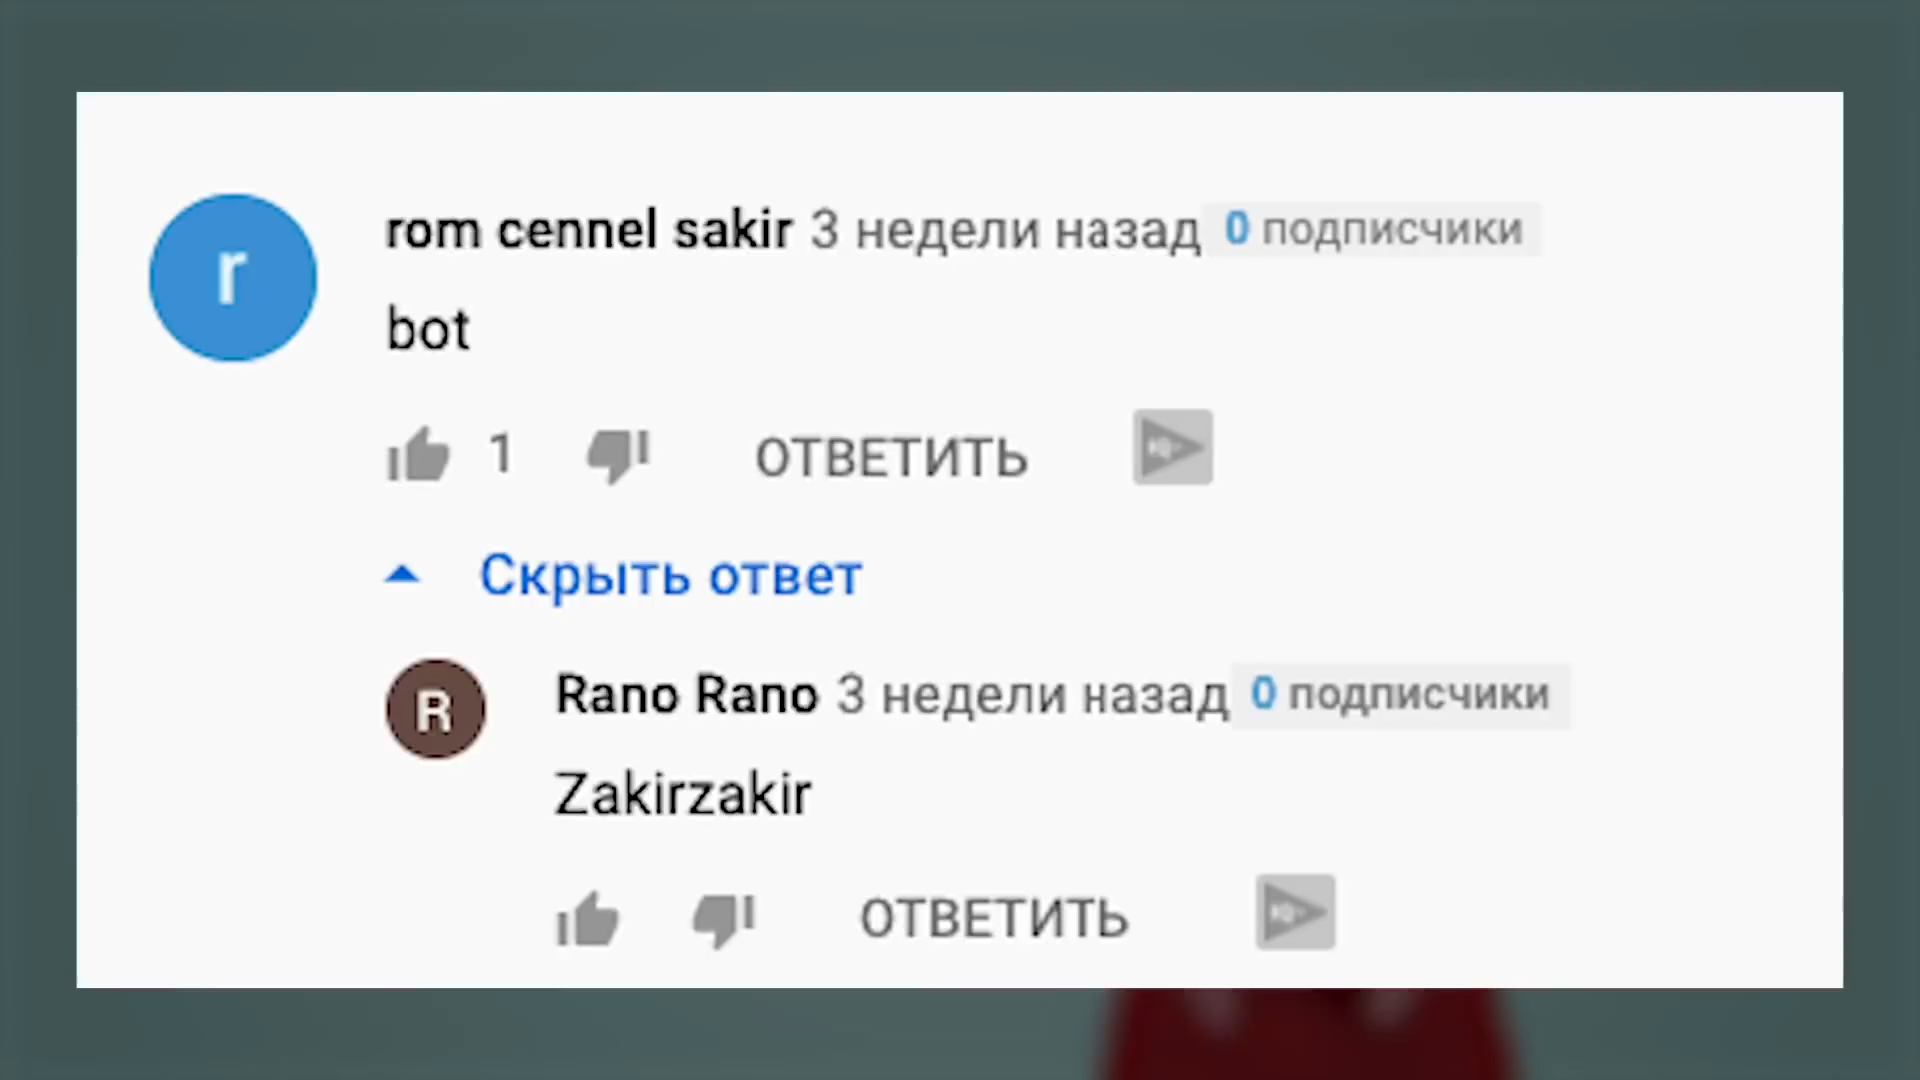 r
rom cennel sakir 3 недели назад 0 подписчики
bot
1 ОТВЕТИТЬ
Скрыть ответ
R
Rano Rano 3 недели назад 0 подписчики
Zakirzakir
ОТВЕТИТЬ